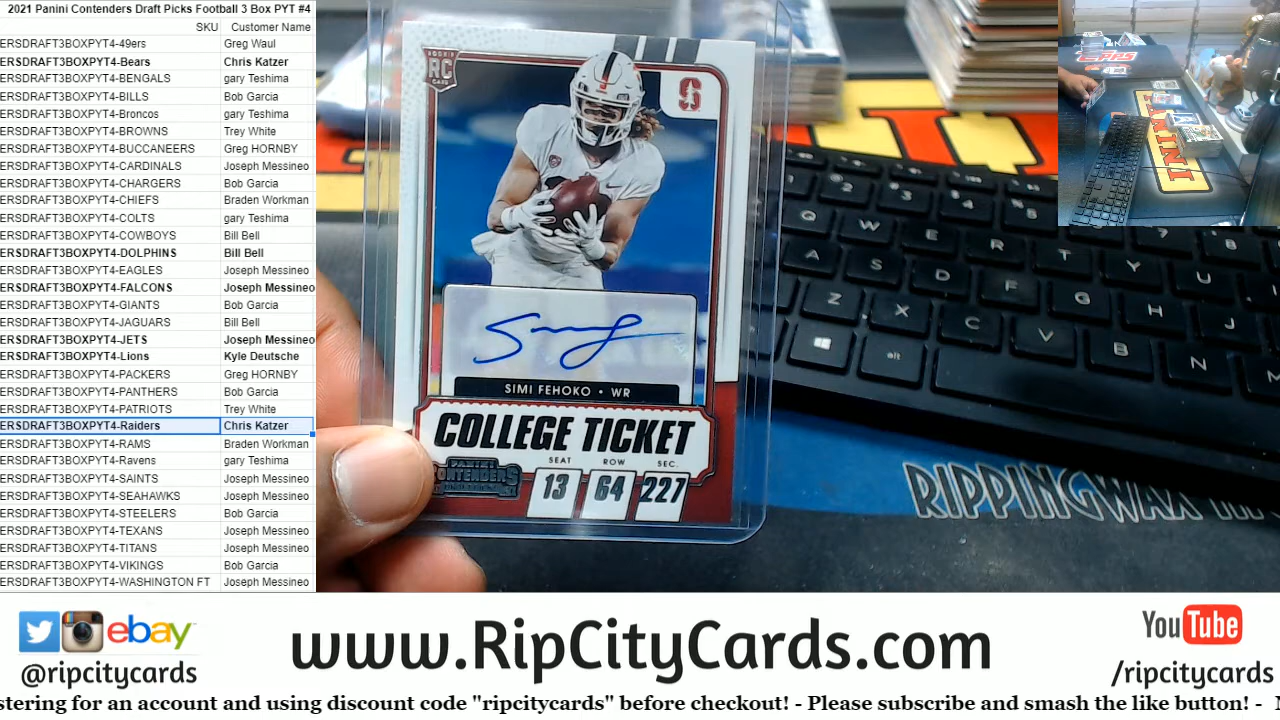 2021 Panini Contenders Draft Picks Football 3 Box PYT #4
SKU Customer Name
ERSDRAFT3BOXPYT4-49ers Greg Waul
ERSDRAFT3BOXPYT4-Bears Chris Katzer
ERSDRAFT3BOXPYT4-BENGALS gary Teshima
ERSDRAFT3BOXPYT4-BILLS Bob Garcia
ERSDRAFT3BOXPYT4-Broncos gary Teshima
ERSDRAFT3BOXPYT4-BROWNS Trey White
ERSDRAFT3BOXPYT4-BUCCANEERS Greg HORNBY
ERSDRAFT3BOXPYT4-CARDINALS Joseph Messineo
ERSDRAFT3BOXPYT4-CHARGERS Bob Garcia
ERSDRAFT3BOXPYT4-CHIEFS Braden Workman
ERSDRAFT3BOXPYT4-COLTS gary Teshima
ERSDRAFT3BOXPYT4-COWBOYS Bill Bell
ERSDRAFT3BOXPYT4-DOLPHINS Bill Bell
ERSDRAFT3BOXPYT4-EAGLES Joseph Messineo
ERSDRAFT3BOXPYT4-FALCONS Joseph Messineo
ERSDRAFT3BOXPYT4-GIANTS Bob Garcia
ERSDRAFT3BOXPYT4-JAGUARS Bill Bell
ERSDRAFT3BOXPYT4-JETS Joseph Messineo
ERSDRAFT3BOXPYT4-Lions Kyle Deutsche
ERSDRAFT3BOXPYT4-PACKERS Greg HORNBY
ERSDRAFT3BOXPYT4-PANTHERS Bob Garcia
ERSDRAFT3BOXPYT4-PATRIOTS Trey White
ERSDRAFT3BOXPYT4-Raiders Chris Katzer
ERSDRAFT3BOXPYT4-RAMS Braden Workman
ERSDRAFT3BOXPYT4-Ravens gary Teshima
ERSDRAFT3BOXPYT4-SAINTS Joseph Messineo
ERSDRAFT3BOXPYT4-SEAHAWKS Joseph Messineo
ERSDRAFT3BOXPYT4-STEELERS Bob Garcia
ERSDRAFT3BOXPYT4-TEXANS Joseph Messineo
ERSDRAFT3BOXPYT4-TITANS Joseph Messineo
ERSDRAFT3BOXPYT4-VIKINGS Bob Garcia
ERSDRAFT3BOXPYT4-WASHINGTON FT Joseph Messineo
RC
S
SIMI FEHOKO • WR
COLLEGE TICKET
SEAT ROW SEC.
PANINI
CONTENDERS
13 64 227
Q W E R T Y
A S D F G H J
Z X C V B N
alt
RIPPINGWAX
PANINI
ebay
@ripcitycards
www.RipCityCards.com
YouTube
/ripcitycards
stering for an account and using discount code "ripcitycards" before checkout! - Please subscribe and smash the like button! -